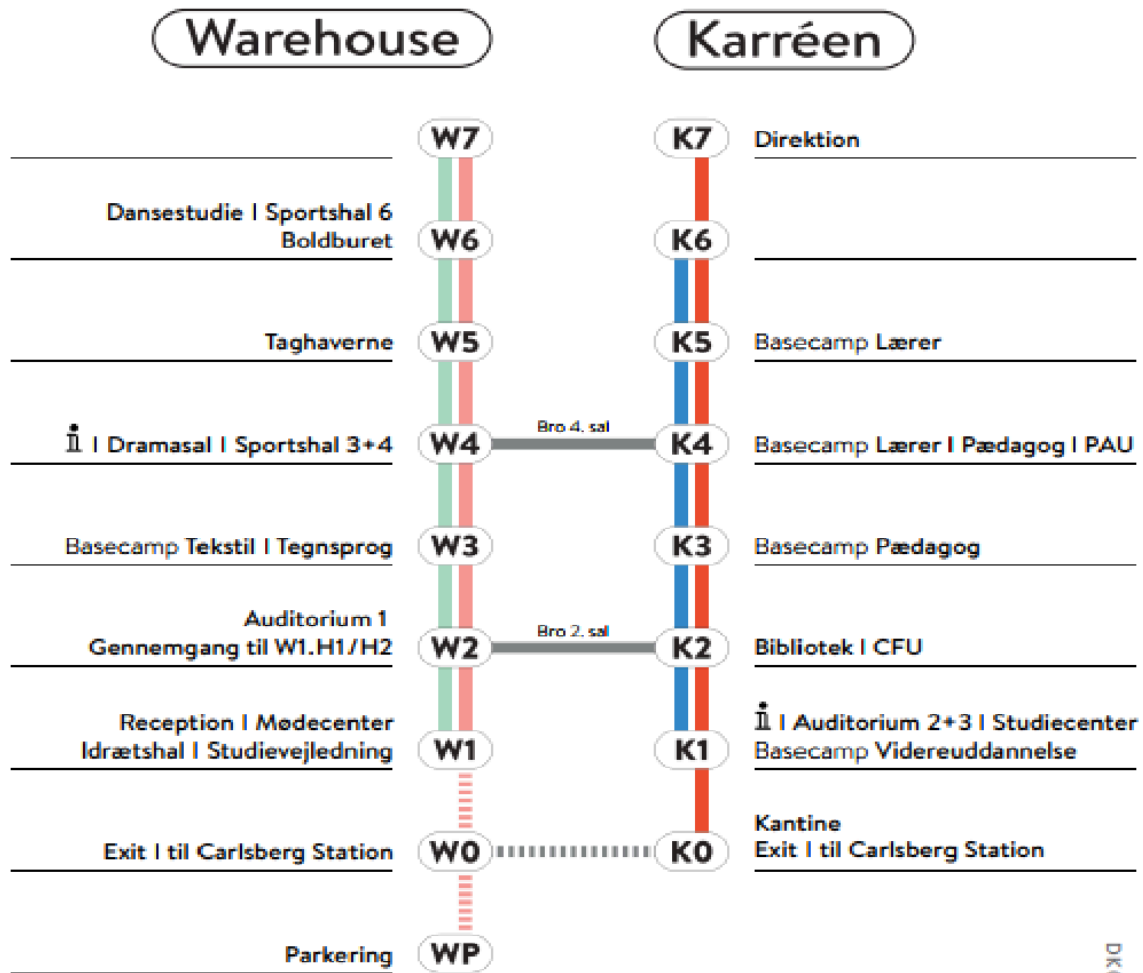 Warehouse
Karréen
W7
K7 Direktion
Dansestudie I Sportshal 6
Boldburet W6
K6
Taghaverne W5
K5 Basecamp Lærer
i I Dramasal I Sportshal 3+4 W4
Bro 4. sal
K4 Basecamp Lærer I Pædagog I PAU
Basecamp Tekstil I Tegnsprog W3
K3 Basecamp Pædagog
Auditorium 1
Gennemgang til W1.H1/H2 W2
Bro 2. sal
K2 Bibliotek I CFU
Reception I Mødecenter
Idrætshal I Studievejledning W1
i I Auditorium 2+3 I Studiecenter
K1 Basecamp Videreuddannelse
Exit I til Carlsberg Station W0
Kantine
K0 Exit I til Carlsberg Station
Parkering WP